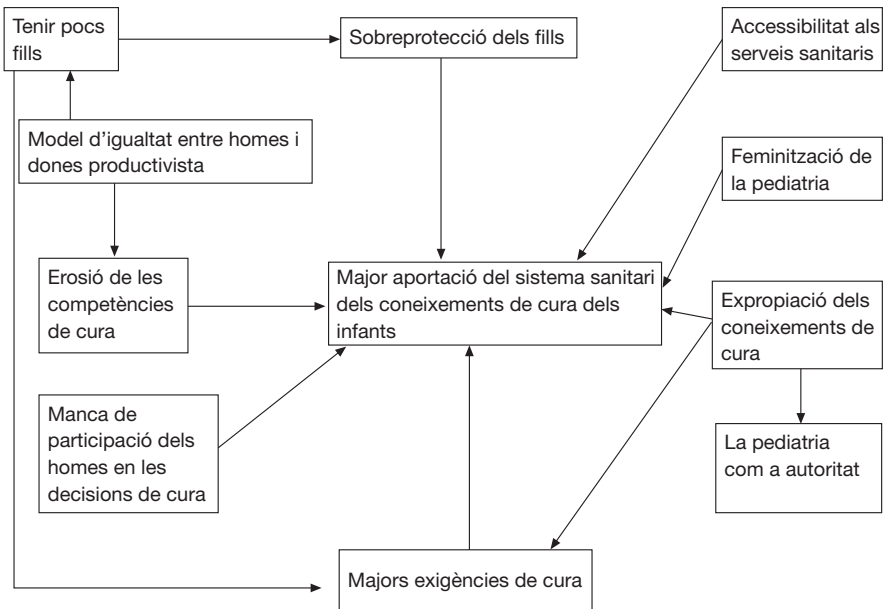 Tenir pocs
fills
Sobreprotecció dels fills
Accessibilitat als
serveis sanitaris
Model d’igualtat entre homes i
dones productivista
Feminització de
la pediatria
Erosió de les
competències
de cura
Major aportació del sistema sanitari
dels coneixements de cura dels
infants
Expropiació dels
coneixements de
cura
Manca de
participació dels
homes en les
decisions de cura
La pediatria
com a autoritat
Majors exigències de cura